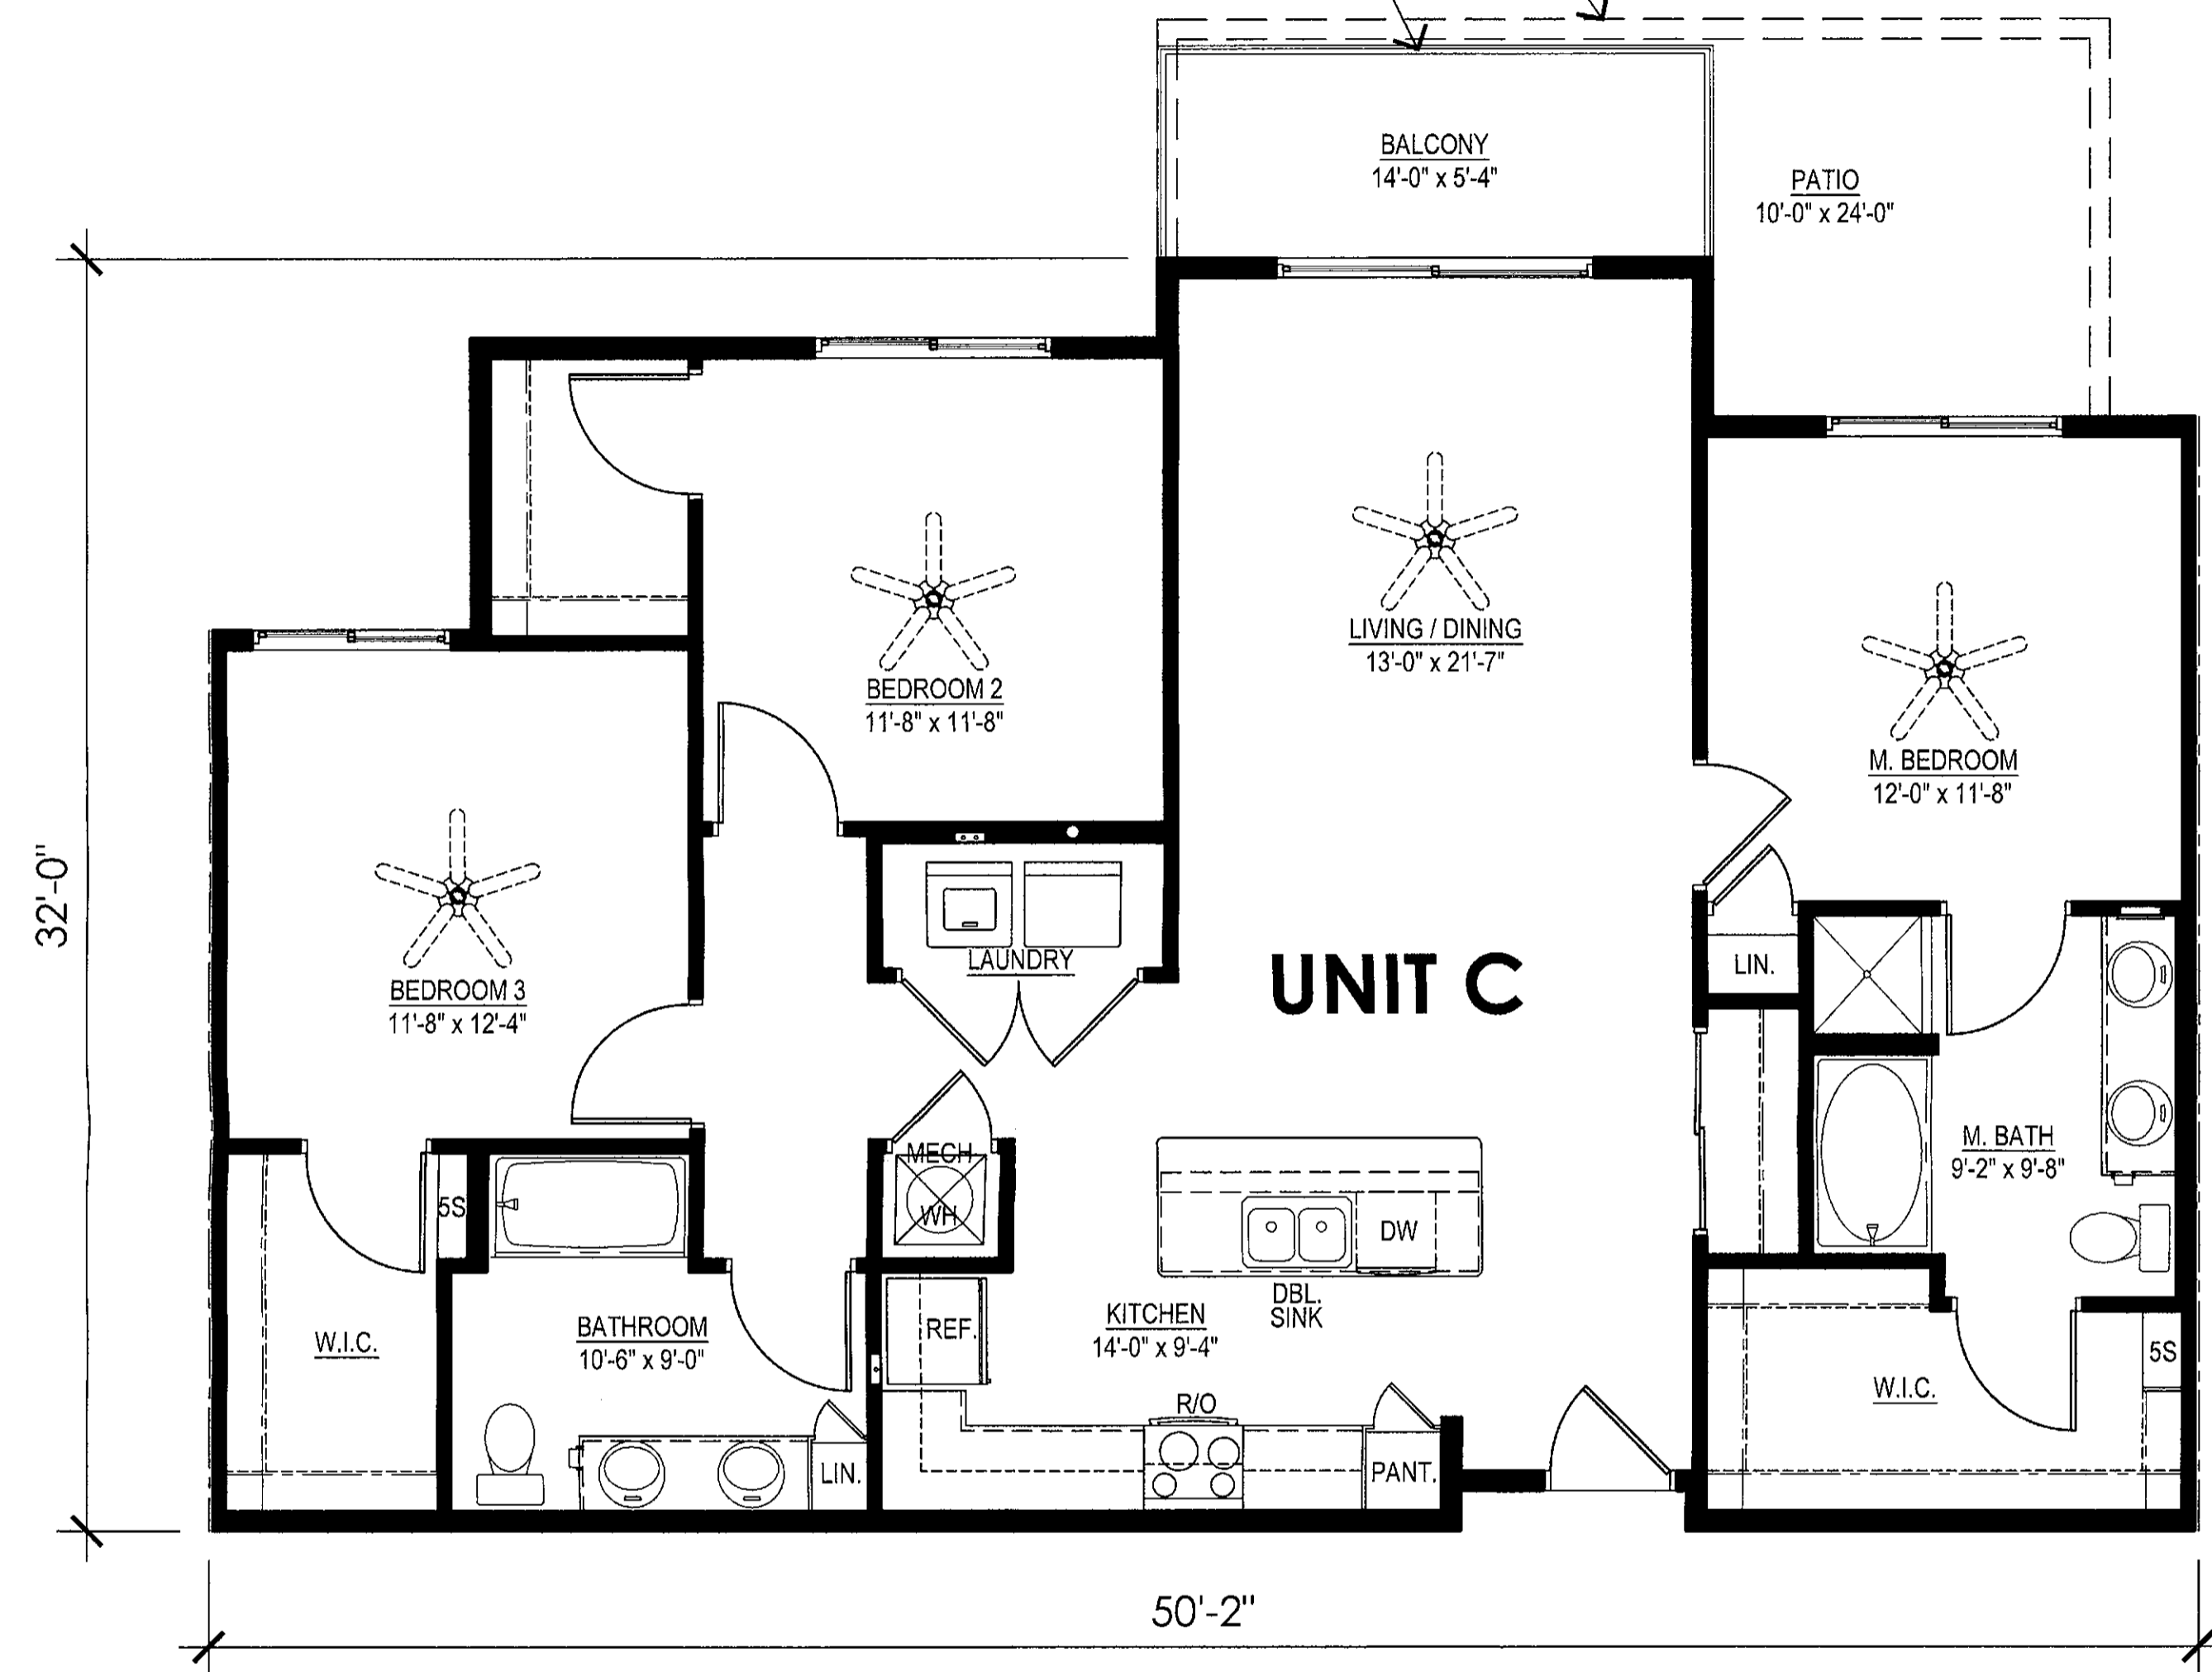 BALCONY
14'-0" x 5'-4"
PATIO
10'-0" x 24'-0"
LIVING / DINING
13'-0" x 21'-7"
BEDROOM 2
11'-8" x 11'-8"
M. BEDROOM
12'-0" x 11'-8"
32'-0"
BEDROOM 3
11'-8" x 12'-4"
LAUNDRY
UNIT C
LIN.
M. BATH
9'-2" x 9'-8"
MECH.
WH
5S
DW
DBL.
SINK
REF.
KITCHEN
14'-0" x 9'-4"
W.I.C.
BATHROOM
10'-6" x 9'-0"
5S
W.I.C.
R/O
LIN.
PANT.
50'-2"